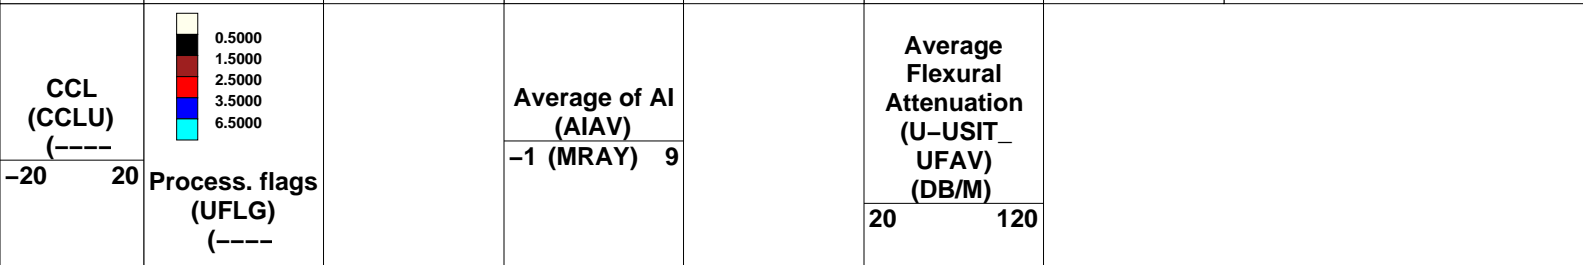 CCL
(CCLU)
(----
−20 20
0.5000
1.5000
2.5000
3.5000
6.5000
Process. flags
(UFLG)
(----
Average of AI
(AIAV)
−1 (MRAY) 9
Average
Flexural
Attenuation
(U−USIT_
UFAV)
(DB/M)
20 120